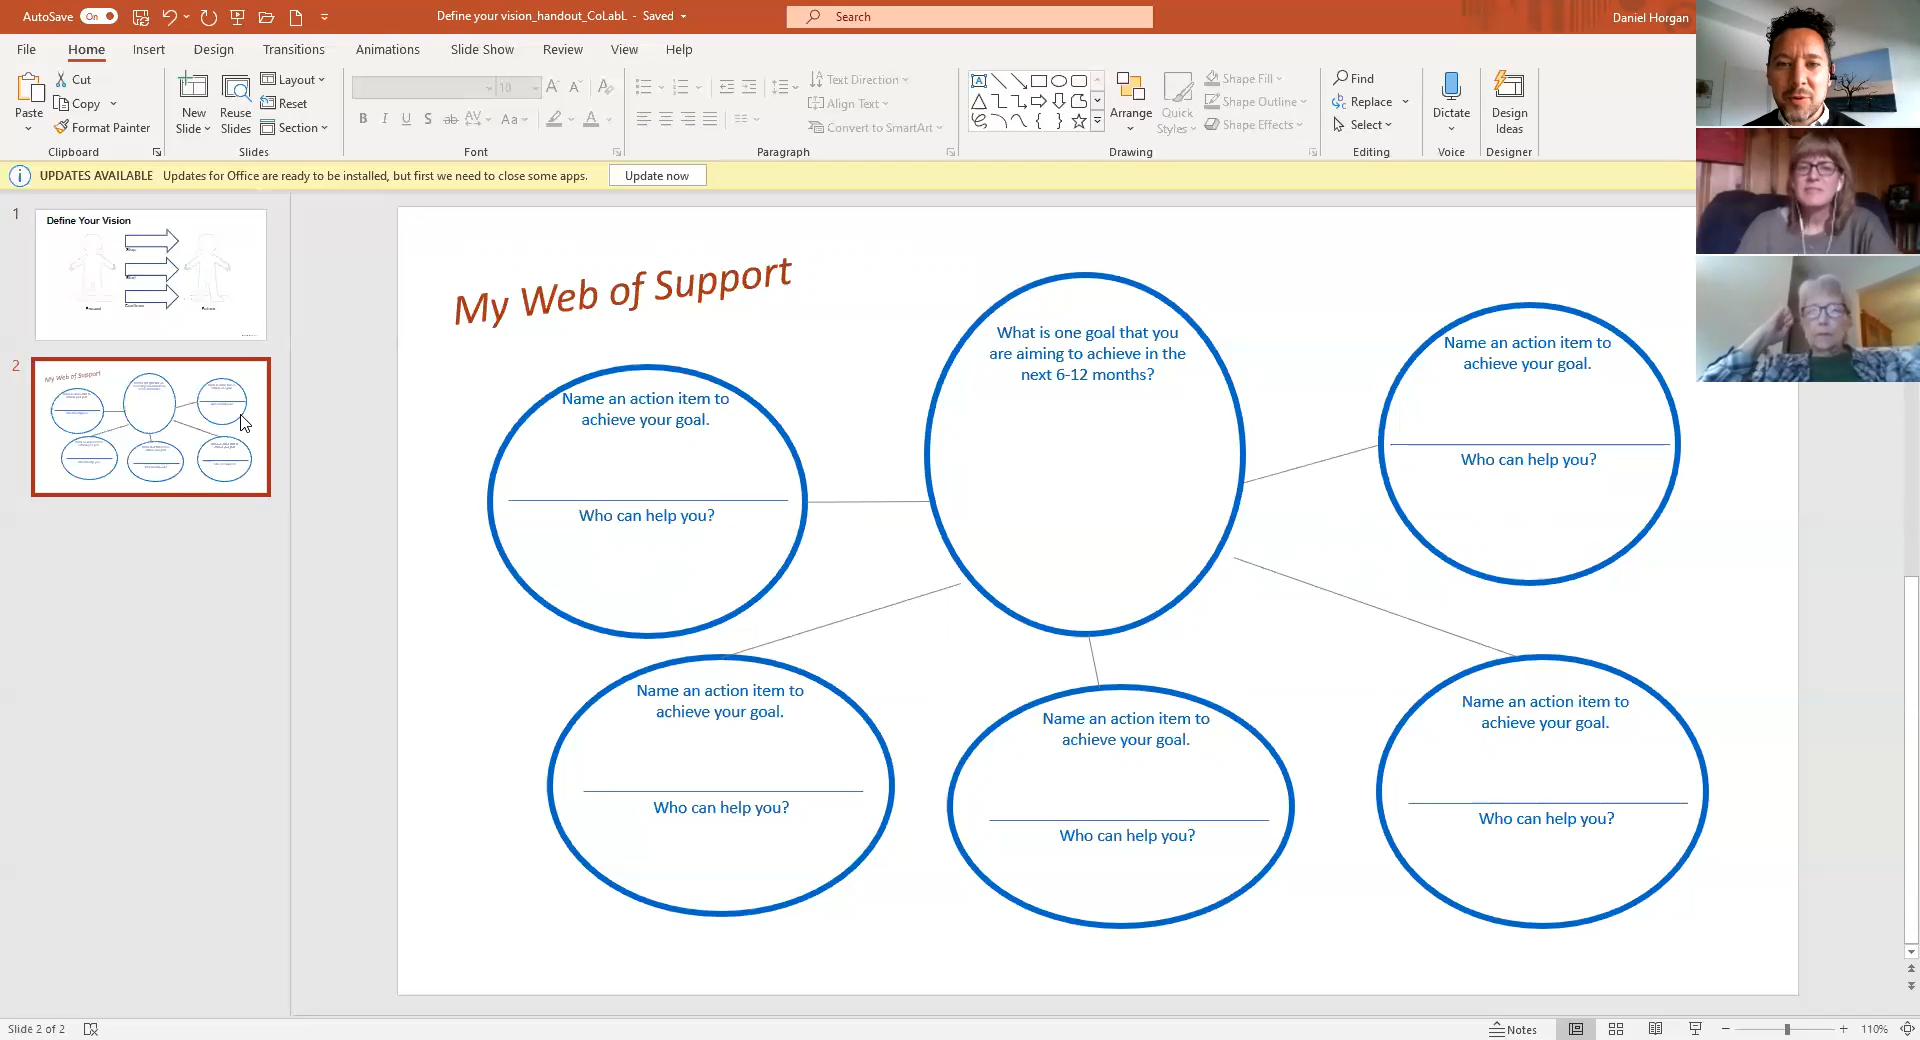 AutoSave On
Define your vision_handout_CoLabL - Saved
Search
Daniel Horgan
File Home Insert Design Transitions Animations Slide Show Review View Help
Paste
Cut
Copy
Format Painter
Clipboard
New Slide
Reuse Slides
Layout
Reset
Section
Slides
10
B I U S ab AV Aa A
Font
Text Direction
Align Text
Convert to SmartArt
Paragraph
Arrange
Quick Styles
Shape Fill
Shape Outline
Shape Effects
Drawing
Find
Replace
Select
Editing
Dictate
Voice
Design Ideas
Designer
UPDATES AVAILABLE Updates for Office are ready to be installed, but first we need to close some apps. Update now
1
Define Your Vision
2
My Web of Support
My Web of Support
What is one goal that you
are aiming to achieve in the
next 6-12 months?
Name an action item to
achieve your goal.
Who can help you?
Name an action item to
achieve your goal.
Who can help you?
Name an action item to
achieve your goal.
Who can help you?
Name an action item to
achieve your goal.
Who can help you?
Name an action item to
achieve your goal.
Who can help you?
Slide 2 of 2
Notes
110%